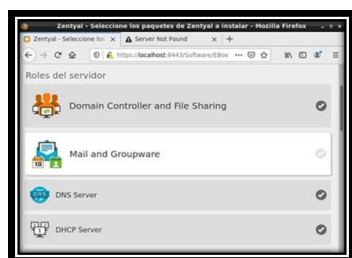 Zentyal - Seleccione los paquetes de Zentyal a instalar - Mozilla Firefox
Zentyal - Seleccione los
Server Not Found
https://localhost:8443/Software/EBox
Roles del servidor
Domain Controller and File Sharing
Mail and Groupware
10
DNS Server
DHCP Server